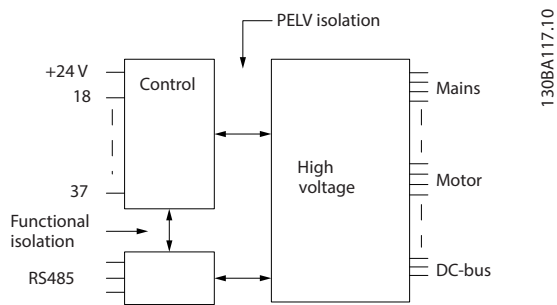 PELV isolation
+24 V
Control
Mains
18
High
voltage
Motor
37
Functional
isolation
RS485
DC-bus
130BA117.10